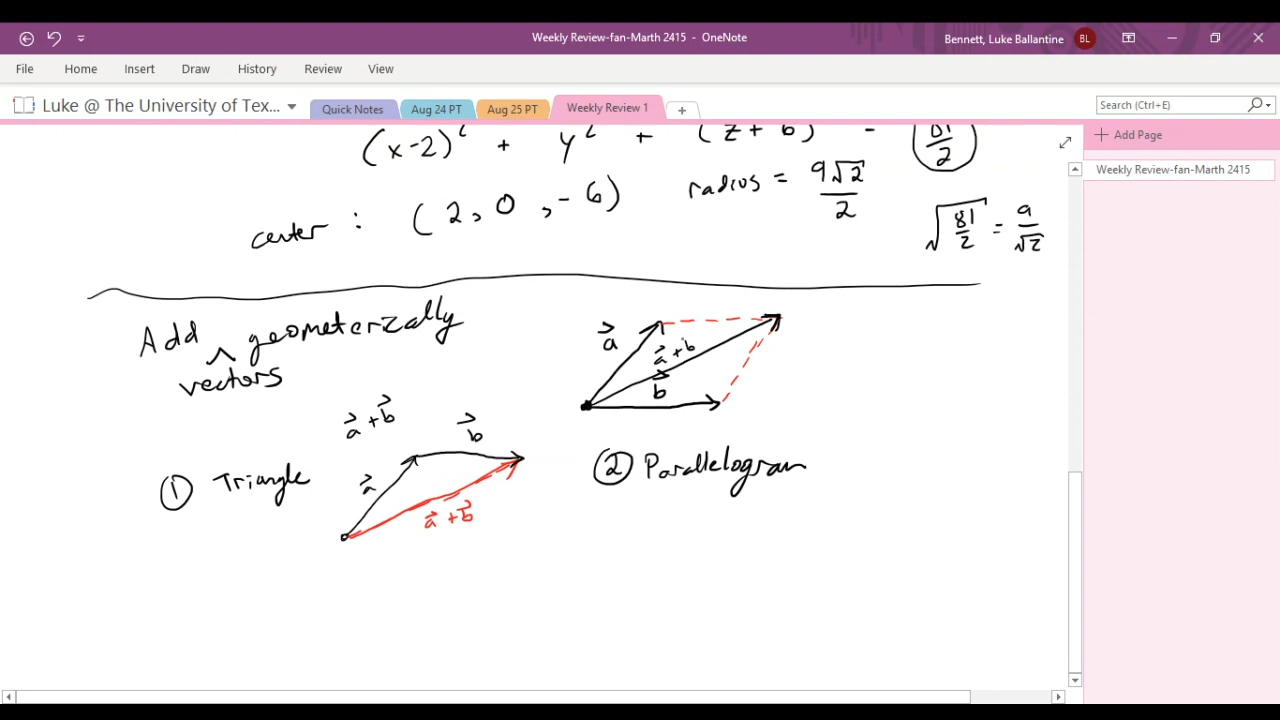 Weekly Review-fan-Marth 2415 - OneNote
Bennett, Luke Ballantine
BL
File Home Insert Draw History Review View
Luke @ The University of Tex...
Quick Notes
Aug 24 PT
Aug 25 PT
Weekly Review 1
+
Search (Ctrl+E)
Add Page
Weekly Review-fan-Marth 2415
(x-2)² + y² + (z+6) = 81/2
center : (2, 0, -6)
radius = 9√2/2
√81/2 = 9/√2
Add ^ geometerizally
vectors
a⃗
a⃗+b⃗
b⃗
a⃗+b⃗
b⃗
① Triangle
a⃗
a⃗+b⃗
② Parallelogram